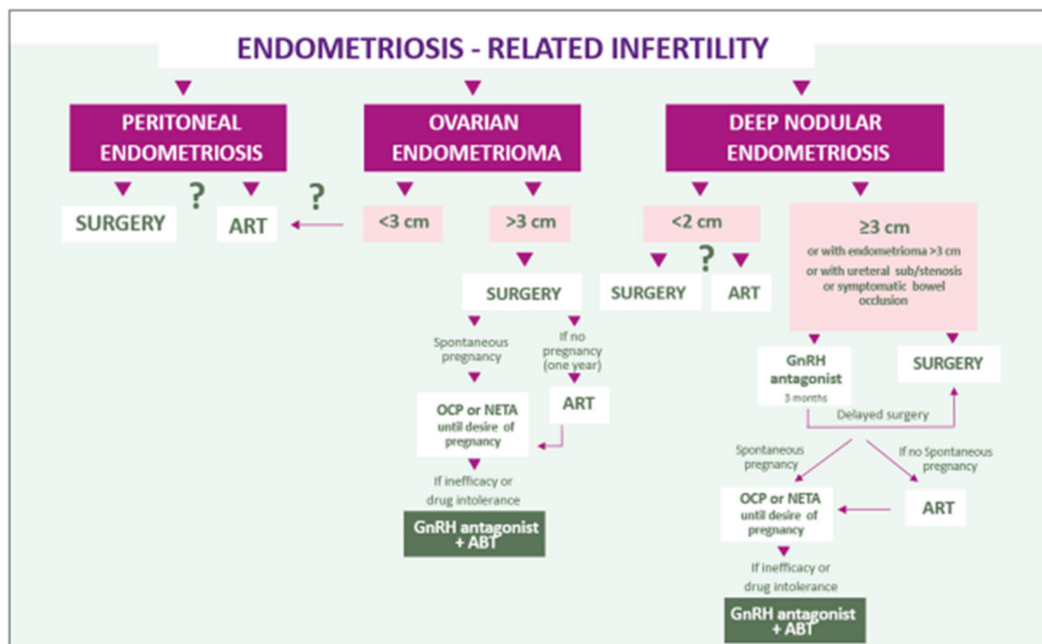 ENDOMETRIOSIS - RELATED INFERTILITY
PERITONEAL
ENDOMETRIOSIS
SURGERY
?
ART
?
OVARIAN
ENDOMETRIOMA
<3 cm
>3 cm
SURGERY
Spontaneous
pregnancy
If no
pregnancy
(one year)
ART
OCP or NETA
until desire of
pregnancy
If inefficacy or
drug intolerance
GnRH antagonist
+ ABT
DEEP NODULAR
ENDOMETRIOSIS
<2 cm
?
SURGERY
ART
≥3 cm
or with endometrioma >3 cm
or with ureteral sub/stenosis
or symptomatic bowel
occlusion
GnRH
antagonist
3 months
SURGERY
Delayed surgery
Spontaneous
pregnancy
If no Spontaneous
pregnancy
OCP or NETA
until desire of
pregnancy
ART
If inefficacy or
drug intolerance
GnRH antagonist
+ ABT